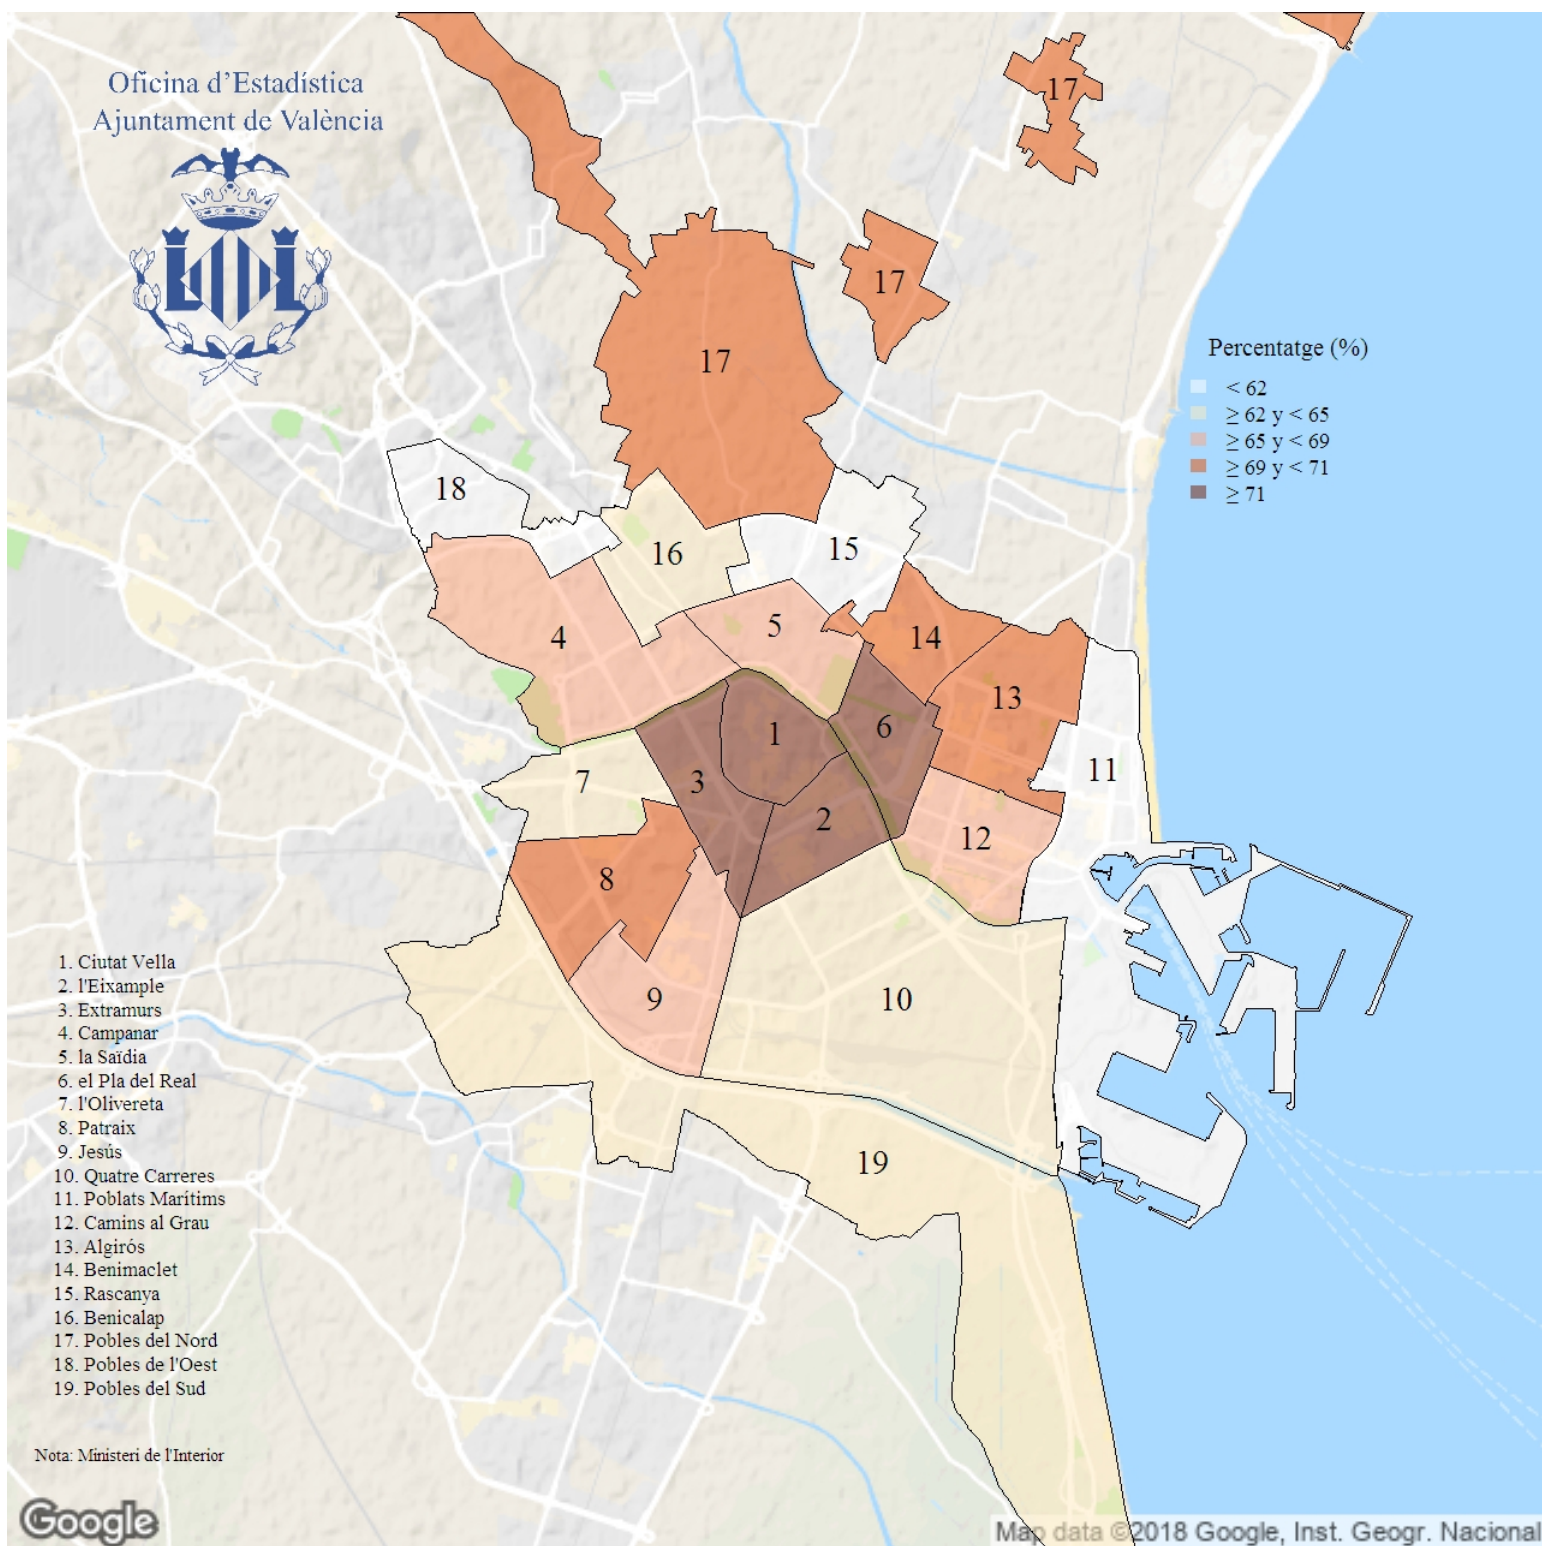 Oficina d'Estadística
Ajuntament de València
17
17
17
Percentatge (%)
< 62
≥ 62 y < 65
≥ 65 y < 69
≥ 69 y < 71
≥ 71
18
16
15
4
5
14
13
6
1
11
7
3
2
12
8
9
10
19
1. Ciutat Vella
2. l'Eixample
3. Extramurs
4. Campanar
5. la Saïdia
6. el Pla del Real
7. l'Olivereta
8. Patraix
9. Jesús
10. Quatre Carreres
11. Poblats Marítims
12. Camins al Grau
13. Algirós
14. Benimaclet
15. Rascanya
16. Benicalap
17. Pobles del Nord
18. Pobles de l'Oest
19. Pobles del Sud
Nota: Ministeri de l'Interior
Google
Map data ©2018 Google, Inst. Geogr. Nacional